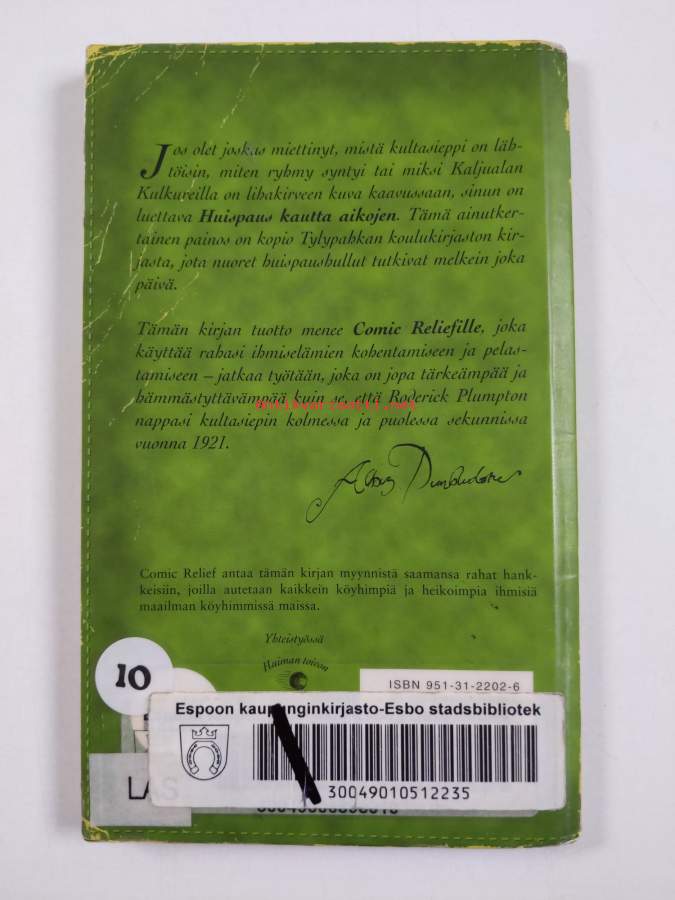 Jos olet joskus miettinyt, mistä kultasieppi on läh-
töisin, miten ryhmy syntyi tai miksi Kaljualan
Kulkureilla on lihakirveen kuva kaavussaan, sinun on
luettava Huispaus kautta aikojen. Tämä ainutker-
tainen painos on kopio Tylypahkan koulukirjaston kir-
jasta, jota nuoret huispaushullut tutkivat melkein joka
päivä.
Tämän kirjan tuotto menee Comic Reliefille, joka
käyttää rahasi ihmiselämien kohentamiseen ja pelas-
tamiseen – jatkaa työtään, joka on jopa tärkeämpää ja
hämmästyttävämpää kuin se, että Roderick Plumpton
nappasi kultasiepin kolmessa ja puolessa sekunnissa
vuonna 1921.
Albus Dumbledore
Comic Relief antaa tämän kirjan myynnistä saamansa rahat hank-
keisiin, joilla autetaan kaikkein köyhimpiä ja heikoimpia ihmisiä
maailman köyhimmissä maissa.
Yhteistyössä
Haiman toivon
ISBN 951-31-2202-6
10
Espoon kaupunginkirjasto-Esbo stadsbibliotek
30049010512235
LAS